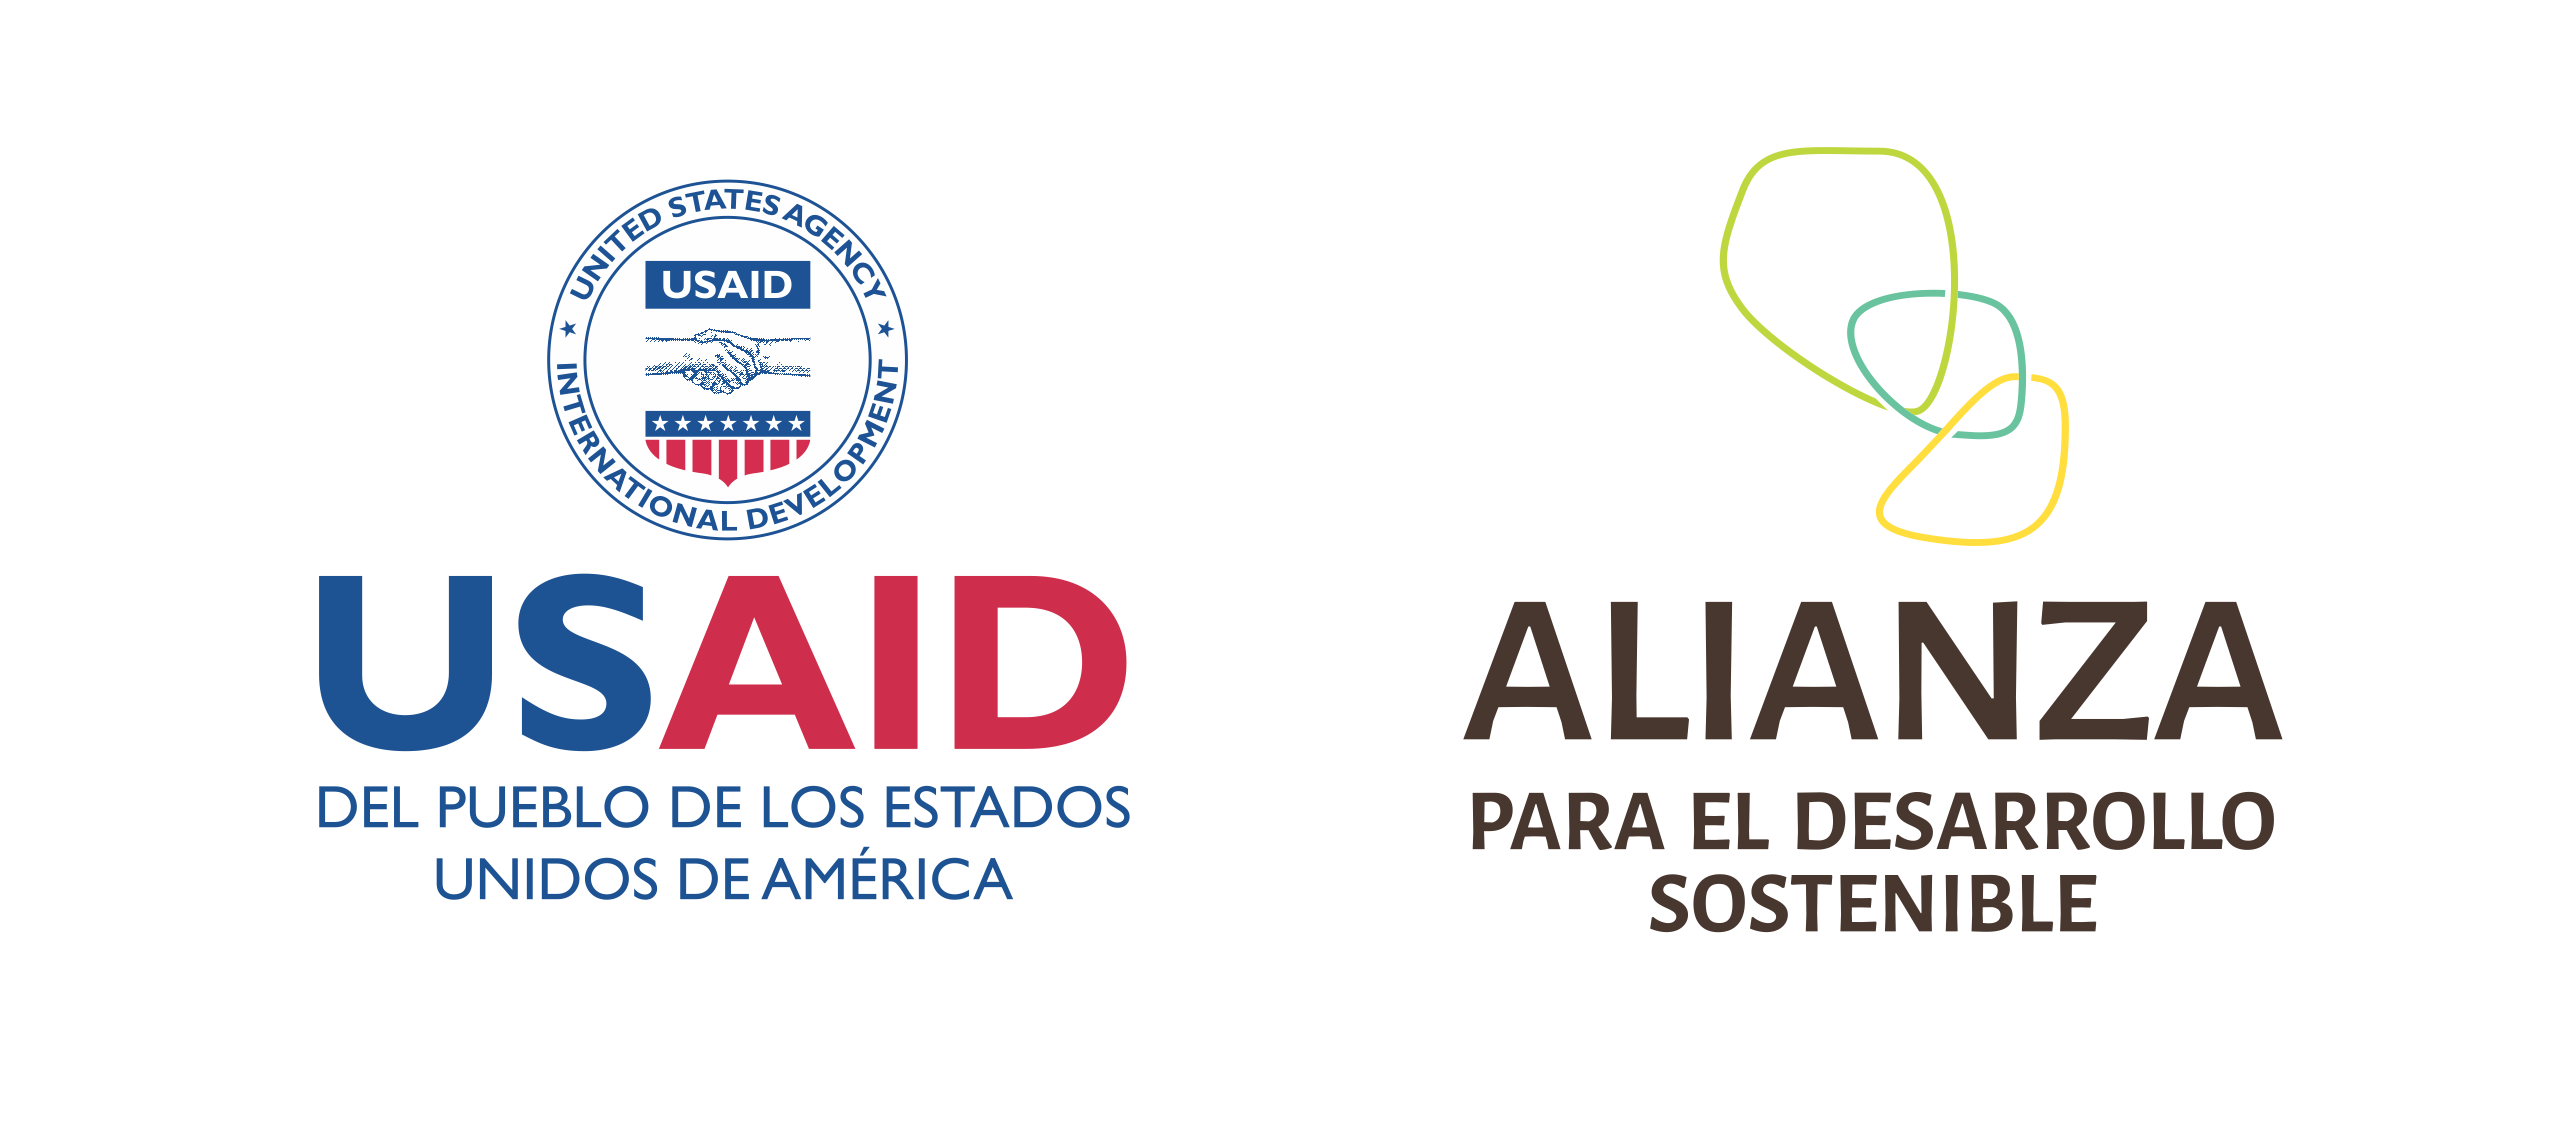 UNITED STATES AGENCY
USAID
INTERNATIONAL DEVELOPMENT
USAID
DEL PUEBLO DE LOS ESTADOS
UNIDOS DE AMÉRICA
ALIANZA
PARA EL DESARROLLO
SOSTENIBLE